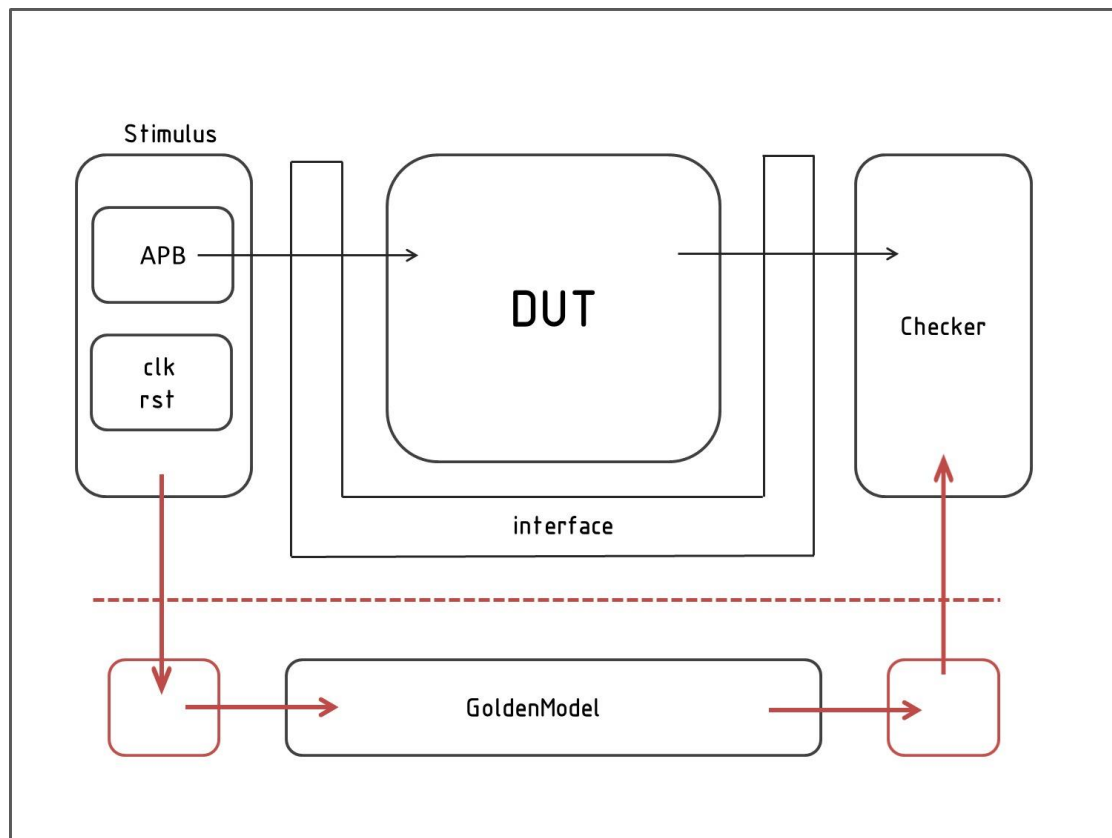 Stimulus
APB
clk
rst
DUT
Checker
interface
GoldenModel